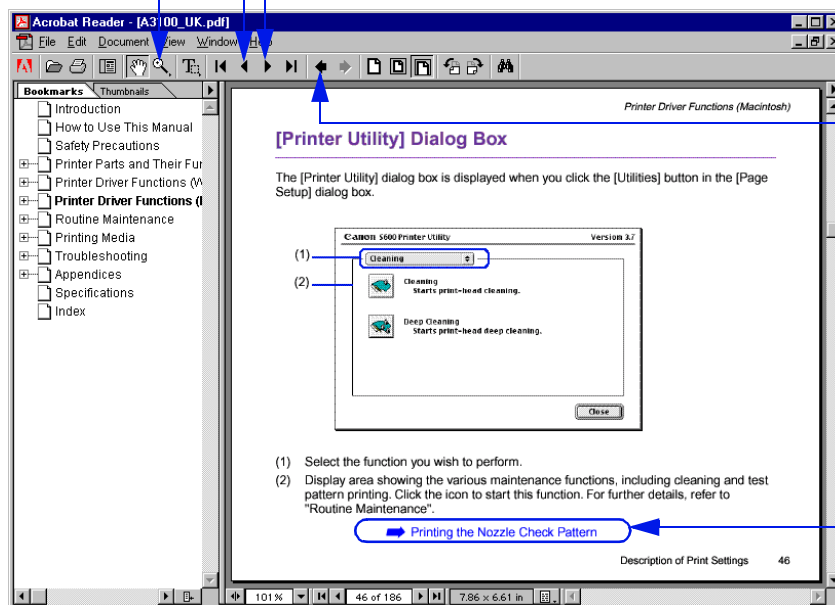 Acrobat Reader - [A3100_UK.pdf]
File Edit Document View Window Help
Bookmarks Thumbnails
Introduction
How to Use This Manual
Safety Precautions
Printer Parts and Their Fur
Printer Driver Functions (W
Printer Driver Functions (I
Routine Maintenance
Printing Media
Troubleshooting
Appendices
Specifications
Index
Printer Driver Functions (Macintosh)
[Printer Utility] Dialog Box
The [Printer Utility] dialog box is displayed when you click the [Utilities] button in the [Page
Setup] dialog box.
Canon S600 Printer Utility Version 3.7
(1)
Cleaning
(2)
Cleaning
Starts print-head cleaning.
Deep Cleaning
Starts print-head deep cleaning.
Close
(1) Select the function you wish to perform.
(2) Display area showing the various maintenance functions, including cleaning and test
pattern printing. Click the icon to start this function. For further details, refer to
"Routine Maintenance".
Printing the Nozzle Check Pattern
Description of Print Settings 46
101% 46 of 186 7.86 x 6.61 in